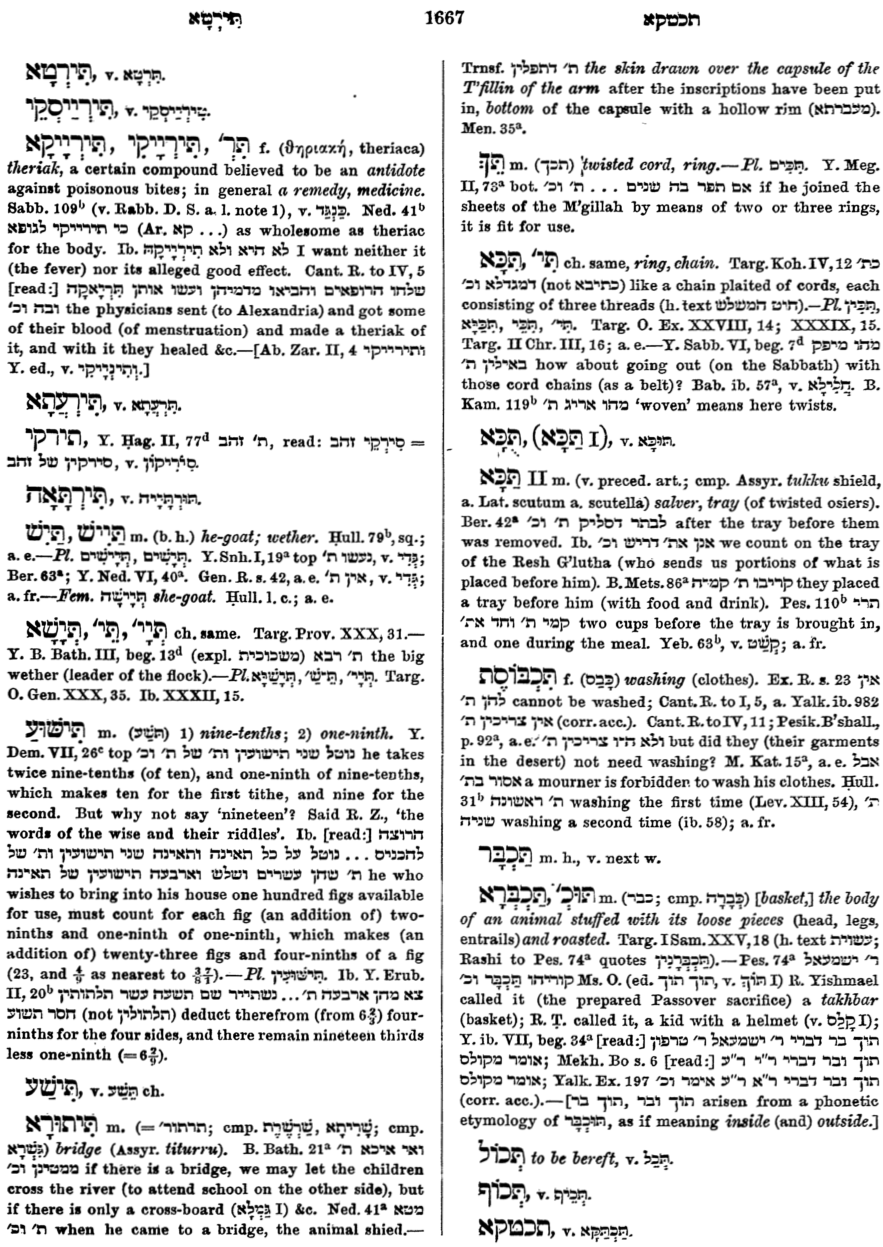 תִּירְטָא
1667
תכטקא
תִּירְטָא, v. תִּרְטָא.
תִּירְיַיסְקֵי, v. טִירְיַיסְקֵי.
תִּירְיָיקָא, תִּירְיָיקֵי, תִּרְ׳ f. (θηριακή, theriaca)
theriak, a certain compound believed to be an antidote
against poisonous bites; in general a remedy, medicine.
Sabb. 109ᵇ (v. Rabb. D. S. a. l. note 1), v. כְּנֶגֶד. Ned. 41ᵇ
כי תירייקי לגופא (Ar. קא ...) as wholesome as theriac
for the body. Ib. לא היא ולא תִּירְיָיקָהּ I want neither it
(the fever) nor its alleged good effect. Cant. R. to IV, 5
[read:] שלחו הרופאים והביאו מדמיהן ועשו אותן תִּרְיָאקָה
ובה וכ׳ the physicians sent (to Alexandria) and got some
of their blood (of menstruation) and made a theriak of
it, and with it they healed &c.—[Ab. Zar. II, 4 ותירייקי
Y. ed., v. וְתִינְיָיקִי.]
תִּירְעֲתָא, v. תִּרְעֲתָא.
תירקי, Y. Ḥag. II, 77ᵈ ת׳ זהב, read: סִירְקֵי זהב =
סירקין של זהב, v. סִירִיקוֹן.
תִּירְתָּאָה, v. תּוּרְתָּיִיה.
תַּיִשׁ, תַּיִישׁ m. (b. h.) he-goat; wether. Ḥull. 79ᵇ, sq.;
a. e.—Pl. תְּיָשִׁים, תְּיָישִׁים. Y. Snh. I, 19ᵃ top נעשו ת׳, v. גְּדִי;
Ber. 63ᵃ; Y. Ned. VI, 40ᵃ. Gen. R. s. 42, a. e. אין ת׳, v. גְּדִי;
a. fr.—Fem. תְּיָישָׁה she-goat. Ḥull. l. c.; a. e.
תְּיָשָׁא, תֵּי׳, תְּיָי׳ ch. same. Targ. Prov. XXX, 31.—
Y. B. Bath. III, beg. 13ᵈ (expl. משכוכית) ת׳ רבא the big
wether (leader of the flock).—Pl. תְּיָשַׁיָּא, תֵּישַׁ׳, תְּיָי׳. Targ.
O. Gen. XXX, 35. Ib. XXXII, 15.
תִּישׁוּעַ m. (תֵּשַׁע) 1) nine-tenths; 2) one-ninth. Y.
Dem. VII, 26ᶜ top נוטל שני תישועין ות׳ של ת׳ וכ׳ he takes
twice nine-tenths (of ten), and one-ninth of nine-tenths,
which makes ten for the first tithe, and nine for the
second. But why not say ‘nineteen’? Said R. Z., ‘the
words of the wise and their riddles’. Ib. [read:] הרוצה
להכניס ... נוטל על כל תאינה ותאינה שני תישועין ות׳ של
ת׳ שהן עשרים ושלש וארבעה תישועין של תאינה he who
wishes to bring into his house one hundred figs available
for use, must count for each fig (an addition) of two-
ninths and one-ninth of one-ninth, which makes (an
addition of) twenty-three figs and four-ninths of a fig
(23, and 4/9 as nearest to ).—Pl. תִּישׁוּעִין. Ib. Y. Erub.
II, 20ᵇ צא מהן ארבעה ת׳ ... נשתייר שם תשעה עשר תלתותין
חסר תשוע (not תלתולין) deduct therefrom (from 6⅔) four-
ninths for the four sides, and there remain nineteen thirds
less one-ninth (= 6 2/9).
תֵּישַׁע, v. תְּשַׁע ch.
תִּיתּוּרָא m. (= תרתור׳; cmp. שָׁרִיתָא, שַׁרְשֶׁרֶת; cmp.
גִּשְׁרָא) bridge (Assyr. titurru). B. Bath. 21ᵃ ואי איכא ת׳
ממטינן וכ׳ if there is a bridge, we may let the children
cross the river (to attend school on the other side), but
if there is only a cross-board (גַּמְלָא I) &c. Ned. 41ᵃ מטא
ת׳ וכ׳ when he came to a bridge, the animal shied.—
Trnsf. ת׳ דתפלין the skin drawn over the capsule of the
T’fillin of the arm after the inscriptions have been put
in, bottom of the capsule with a hollow rim (מעברתא).
Men. 35ᵃ.
תֵּךְ m. (תכך) twisted cord, ring.—Pl. תְּכִּים. Y. Meg.
II, 73ᵃ bot. אם תפר בה שנים ... ת׳ וכ׳ if he joined the
sheets of the M’gillah by means of two or three rings,
it is fit for use.
תִּכָּא, תֵּי׳ ch. same, ring, chain. Targ. Koh. IV, 12 כת׳
דמגדלא וכ׳ (not כתיבא) like a chain plaited of cords, each
consisting of three threads (h. text חוט המשלש).—Pl. תִּכִּין,
תִּכַּיָּא, תִּכֵּי, תֵּי׳. Targ. O. Ex. XXVIII, 14; XXXIX, 15.
Targ. II Chr. III, 16; a. e.—Y. Sabb. VI, beg. 7ᵈ מהו מיפק
באילין ת׳ how about going out (on the Sabbath) with
those cord chains (as a belt)? Bab. ib. 57ᵃ, v. חֲלִילָא. B.
Kam. 119ᵇ מהו אריג ת׳ ‘woven’ means here twists.
תֻּכָּא, (תַּכָּא I), v. תּוּכָּא.
תַּכָּא II m. (v. preced. art.; cmp. Assyr. tukku shield,
a. Lat. scutum a. scutella) salver, tray (of twisted osiers).
Ber. 42ᵃ לבתר דסליק ת׳ וכ׳ after the tray before them
was removed. Ib. אנן את׳ דריש וכ׳ we count on the tray
of the Resh G’lutha (who sends us portions of what is
placed before him). B. Mets. 86ᵃ קריבו ת׳ קמיה they placed
a tray before him (with food and drink). Pes. 110ᵇ תרי
קמי ת׳ וחד את׳ two cups before the tray is brought in,
and one during the meal. Yeb. 63ᵇ, v. קְשַׁט; a. fr.
תִּכְבּוֹסֶת f. (כָּבַס) washing (clothes). Ex. R. s. 23 אין
להן ת׳ cannot be washed; Cant. R. to I, 5, a. Yalk. ib. 982
אין צריכין ת׳ (corr. acc.). Cant. R. to IV, 11; Pesik. B’shall.,
p. 92ᵃ, a. e. ולא היו צריכין ת׳ but did they (their garments
in the desert) not need washing? M. Kat. 15ᵃ, a. e. אבל
אסור בת׳ a mourner is forbidden to wash his clothes. Ḥull.
31ᵇ ת׳ ראשונה washing the first time (Lev. XIII, 54), ת׳
שניה washing a second time (ib. 58); a. fr.
תַּכְבָּר m. h., v. next w.
תַּכְבְּרָא, תּוּכְ׳ m. (כבר; cmp. כְּבָרָה) [basket,] the body
of an animal stuffed with its loose pieces (head, legs,
entrails) and roasted. Targ. I Sam. XXV, 18 (h. text עשוית;
Rashi to Pes. 74ᵃ quotes תַּכְבְּרָנִין).—Pes. 74ᵃ ר׳ ישמעאל
קוריהו תַּכְבָּר וכ׳ Ms. O. (ed. תוך תוך, v. תּוֹךְ I) R. Yishmael
called it (the prepared Passover sacrifice) a takhbar
(basket); R. T. called it, a kid with a helmet (v. קֶלֶס I);
Y. ib. VII, beg. 34ᵃ [read:] תוך בר דברי ר׳ ישמעאל ר׳ טרפון
אומר מקולס; Mekh. Bo s. 6 [read:] תוך ובר דברי ר״י ר״ע
אומר מקולס; Yalk. Ex. 197 תוך ובר דברי ר״א ר״ע אימר וכ׳
(corr. acc.).—[תוך ובר, תוך בר arisen from a phonetic
etymology of תּוּכְבָּר, as if meaning inside (and) outside.]
תְּכוֹל to be bereft, v. תְּכַל.
תְּכוֹף, v. תְּכֵיף.
תכטקא, v. תַּכְתְּקָא.